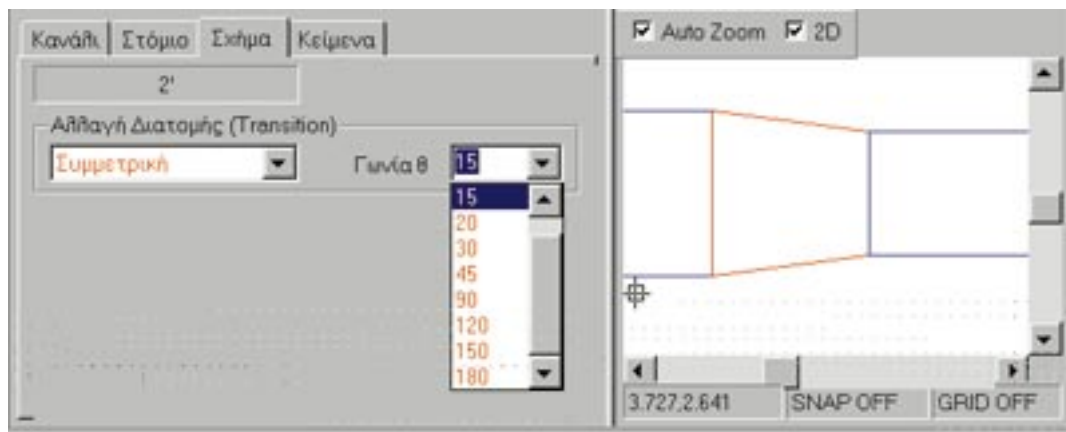 Κανάλι Στόμιο Σχήμα Κείμενα
2'
Αλλαγή Διατομής (Transition)
Συμμετρική
Γωνία θ 15
15
20
30
45
90
120
150
180
Auto Zoom 2D
3.727,2.641 SNAP OFF GRID OFF